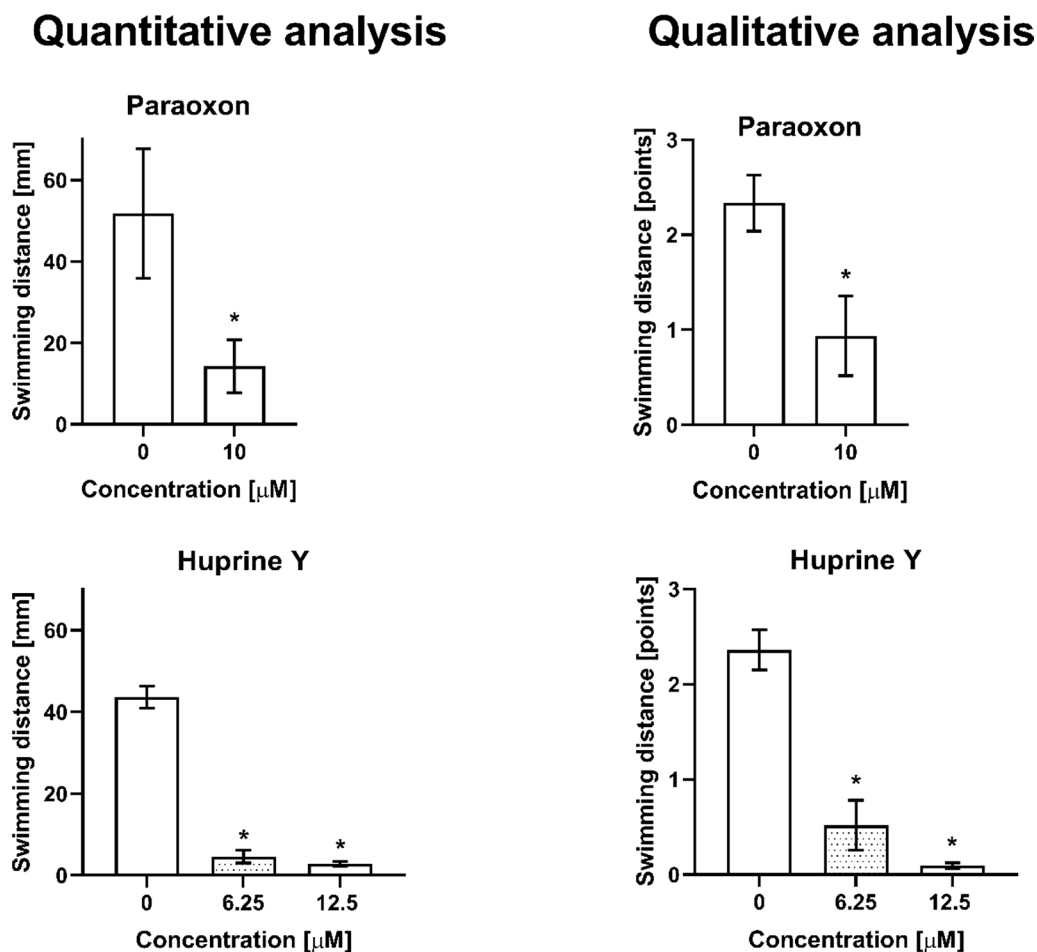 Quantitative analysis
Qualitative analysis
Paraoxon
Swimming distance [mm]
60
40
20
0
*
0 10
Concentration [μM]
Paraoxon
Swimming distance [points]
3
2
1
0
*
0 10
Concentration [μM]
Huprine Y
Swimming distance [mm]
60
40
20
0
* *
0 6.25 12.5
Concentration [μM]
Huprine Y
Swimming distance [points]
3
2
1
0
* *
0 6.25 12.5
Concentration [μM]